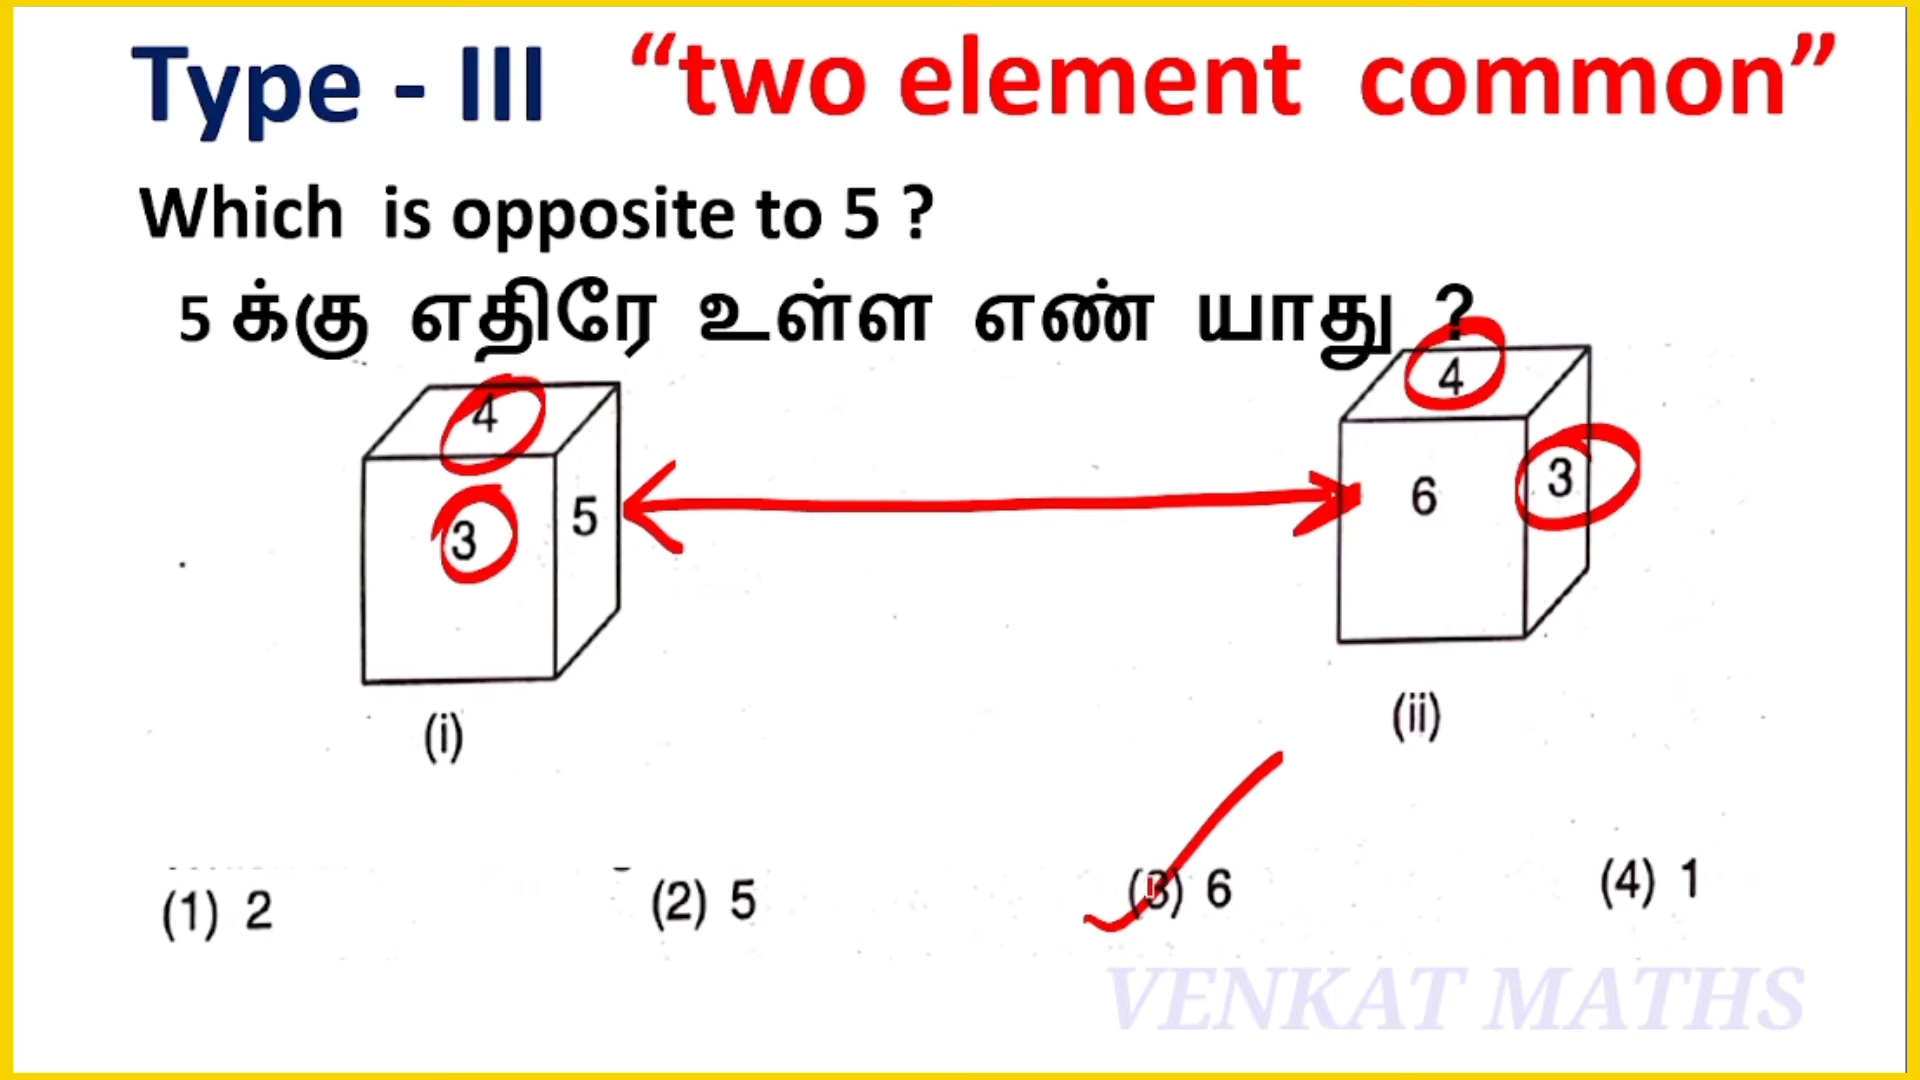 Type - III “two element common”
Which is opposite to 5 ?
5 க்கு எதிரே உள்ள எண் யாது ?
4
3
5
4
6
3
(i)
(ii)
(1) 2
(2) 5
(3) 6
(4) 1
VENKAT MATHS